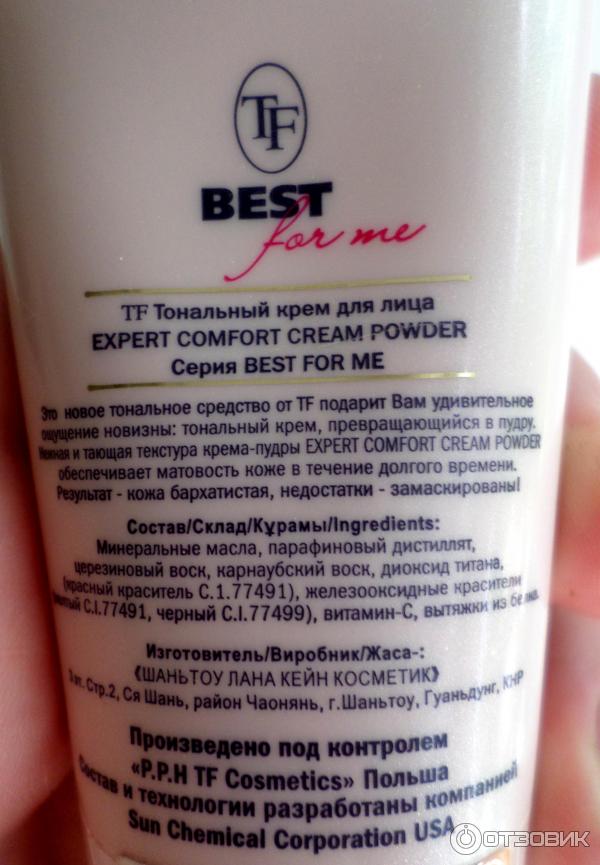 TF
BEST
for me
TF Тональный крем для лица
EXPERT COMFORT CREAM POWDER
Серия BEST FOR ME
Это новое тональное средство от TF подарит Вам удивительное
ощущение новизны: тональный крем, превращающийся в пудру.
Нежная и тающая текстура крема-пудры EXPERT COMFORT CREAM POWDER
обеспечивает матовость коже в течение долгого времени.
Результат - кожа бархатистая, недостатки - замаскированы!
Состав/Склад/Құрамы/Ingredients:
Минеральные масла, парафиновый дистиллят,
церезиновый воск, карнаубский воск, диоксид титана,
(красный краситель С.1.77491), железооксидные красители
(желтый C.I.77491, черный C.I.77499), витамин-С, вытяжки из
Изготовитель/Виробник/Жаса-:
《ШАНЬТОУ ЛАНА КЕЙН КОСМЕТИК》
3 эт. Стр.2, Ся Шань, район Чаонянь, г.Шаньтоу, Гуаньдунг, КНР
Произведено под контролем
«P.P.H TF Cosmetics» Польша
Состав и технологии разработаны компанией
Sun Chemical Corporation USA
ОТЗОВИК